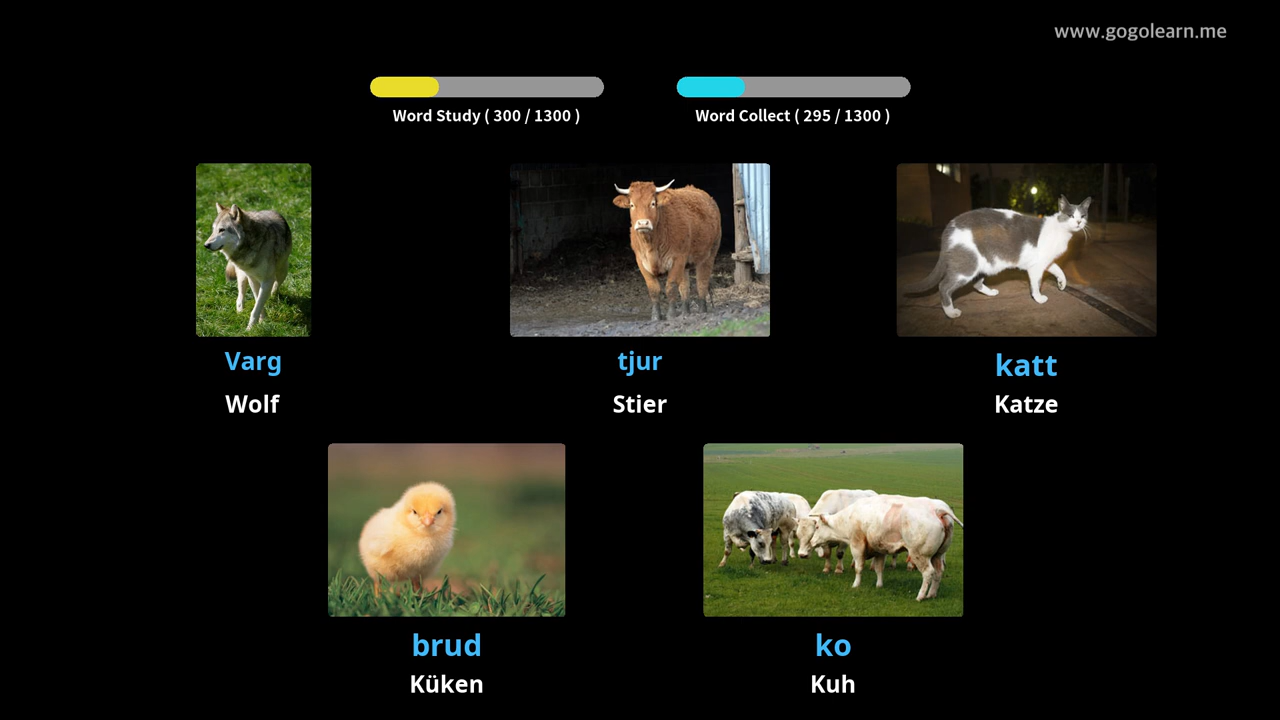 www.gogolearn.me
Word Study ( 300 / 1300 )
Word Collect ( 295 / 1300 )
Varg
Wolf
tjur
Stier
katt
Katze
brud
Küken
ko
Kuh